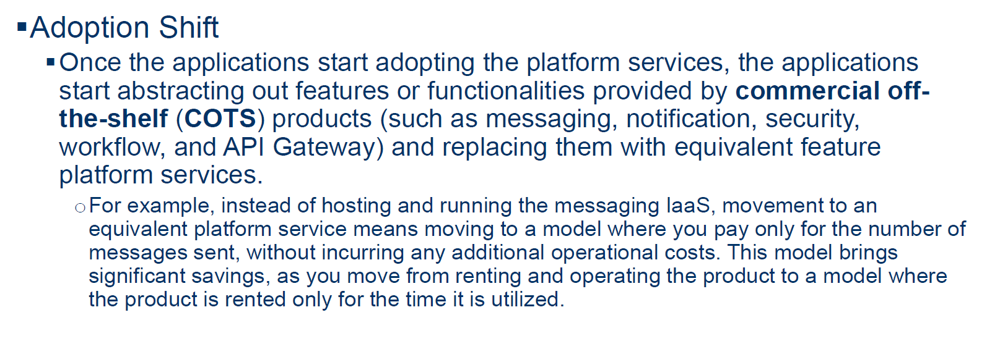 ▪Adoption Shift
▪Once the applications start adopting the platform services, the applications
start abstracting out features or functionalities provided by commercial off-
the-shelf (COTS) products (such as messaging, notification, security,
workflow, and API Gateway) and replacing them with equivalent feature
platform services.
○For example, instead of hosting and running the messaging IaaS, movement to an
equivalent platform service means moving to a model where you pay only for the number of
messages sent, without incurring any additional operational costs. This model brings
significant savings, as you move from renting and operating the product to a model where
the product is rented only for the time it is utilized.